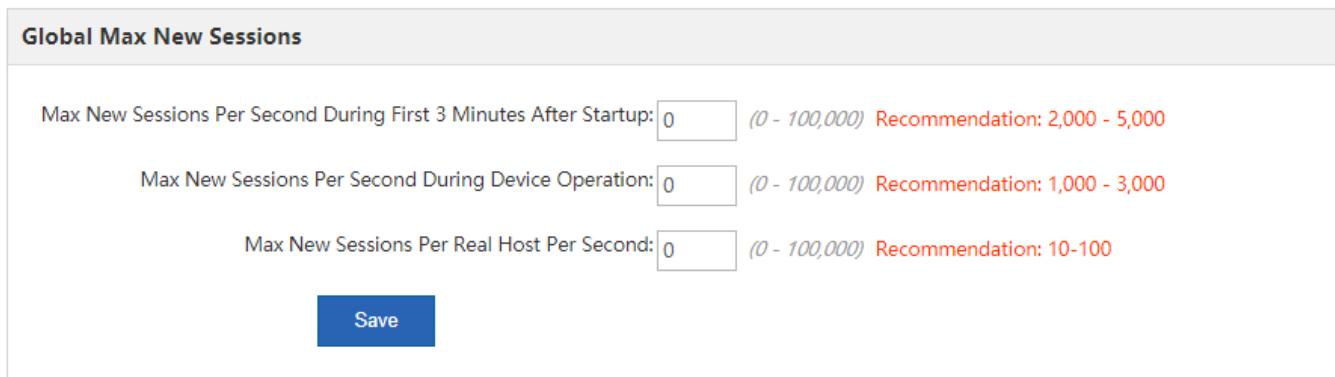 Global Max New Sessions
Max New Sessions Per Second During First 3 Minutes After Startup: 0 (0 - 100,000) Recommendation: 2,000 - 5,000
Max New Sessions Per Second During Device Operation: 0 (0 - 100,000) Recommendation: 1,000 - 3,000
Max New Sessions Per Real Host Per Second: 0 (0 - 100,000) Recommendation: 10-100
Save